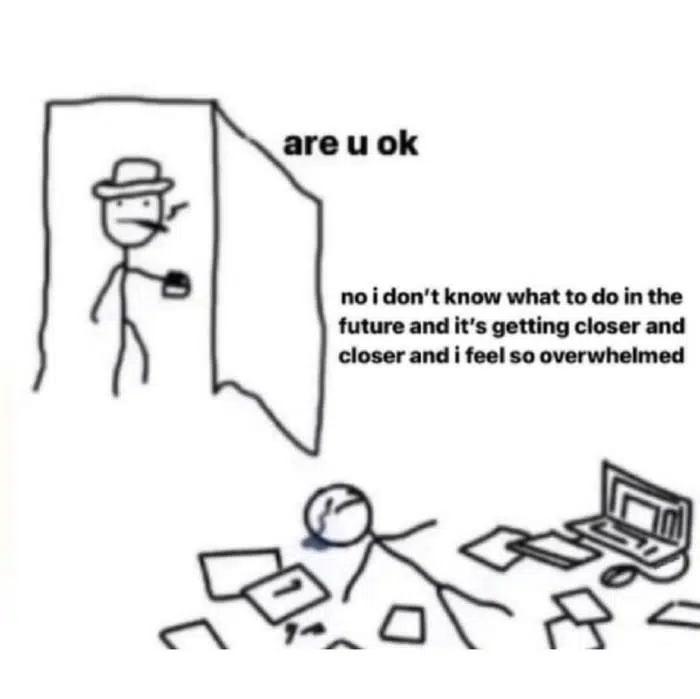 are u ok
no i don't know what to do in the
future and it's getting closer and
closer and i feel so overwhelmed